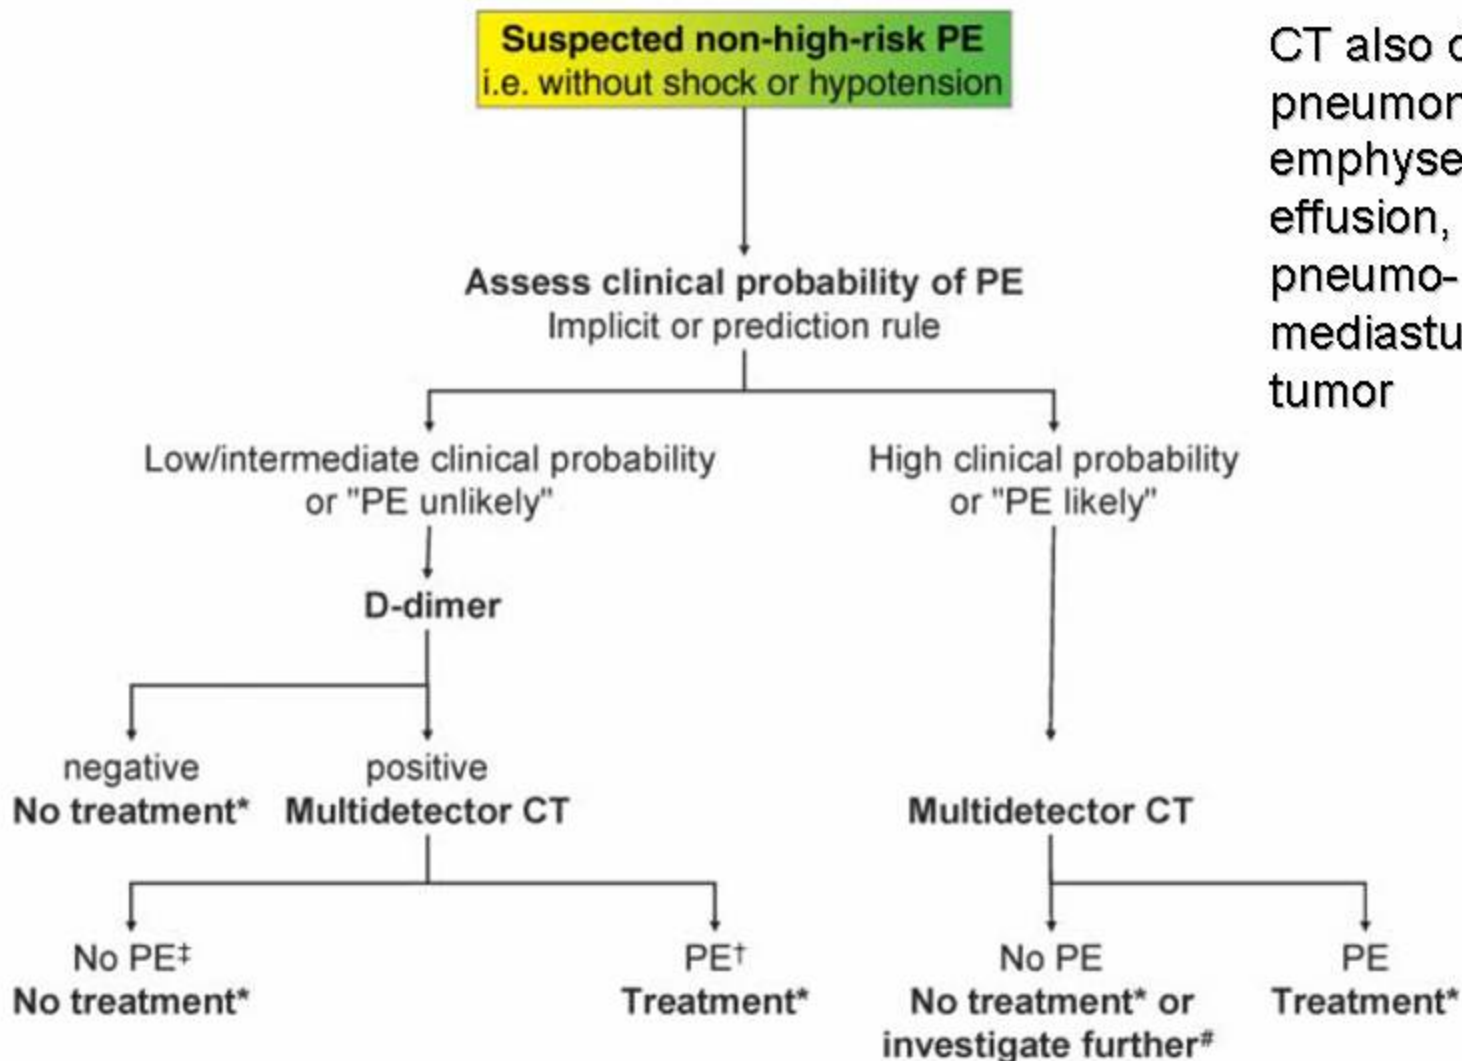 Suspected non-high-risk PE
i.e. without shock or hypotension
CT also
pneumo-
effusion,
tumor
Assess clinical probability of PE
Implicit or prediction rule
Low/intermediate clinical probability
or "PE unlikely"
High clinical probability
or "PE likely"
D-dimer
negative
No treatment*
positive
Multidetector CT
Multidetector CT
No PE‡
No treatment*
PE†
Treatment*
No PE
No treatment* or
investigate further#
PE
Treatment*